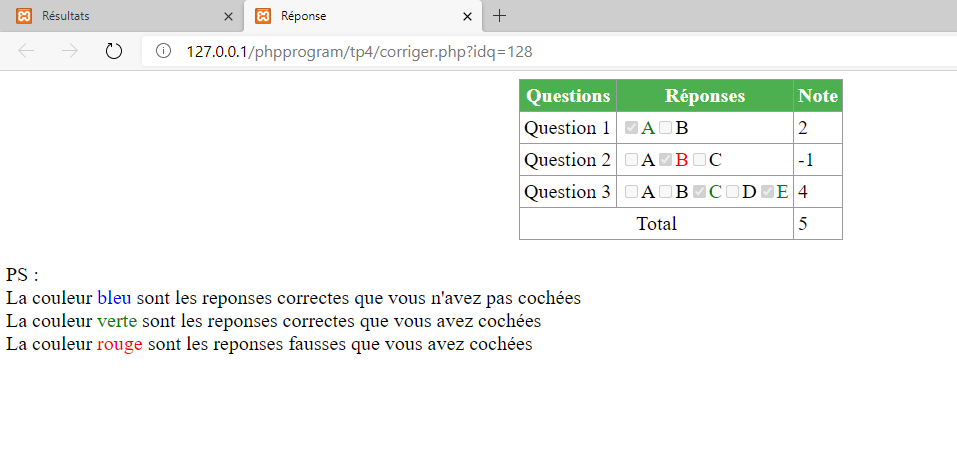 Résultats
Réponse
127.0.0.1/phpprogram/tp4/corriger.php?idq=128
Questions Réponses Note
Question 1 A B 2
Question 2 A B C -1
Question 3 A B C D E 4
Total 5
PS :
La couleur bleu sont les reponses correctes que vous n'avez pas cochées
La couleur verte sont les reponses correctes que vous avez cochées
La couleur rouge sont les reponses fausses que vous avez cochées